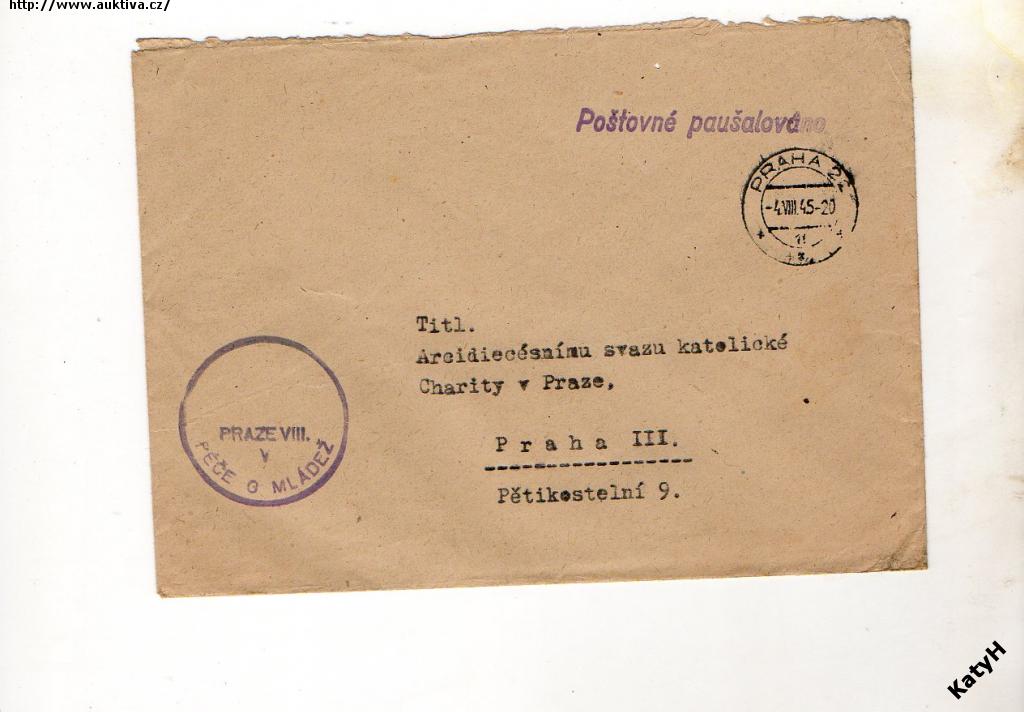 http://www.auktiva.cz/
Poštovné paušalováno
PRAHA 22
-4.VIII.45-20
Titl.
Arcidiecésnímu svazu katolické
Charity v Praze,
Praha III.
Pětikostelní 9.
PRAZE VIII.
V
PÉČE O MLÁDEŽ
KatyH